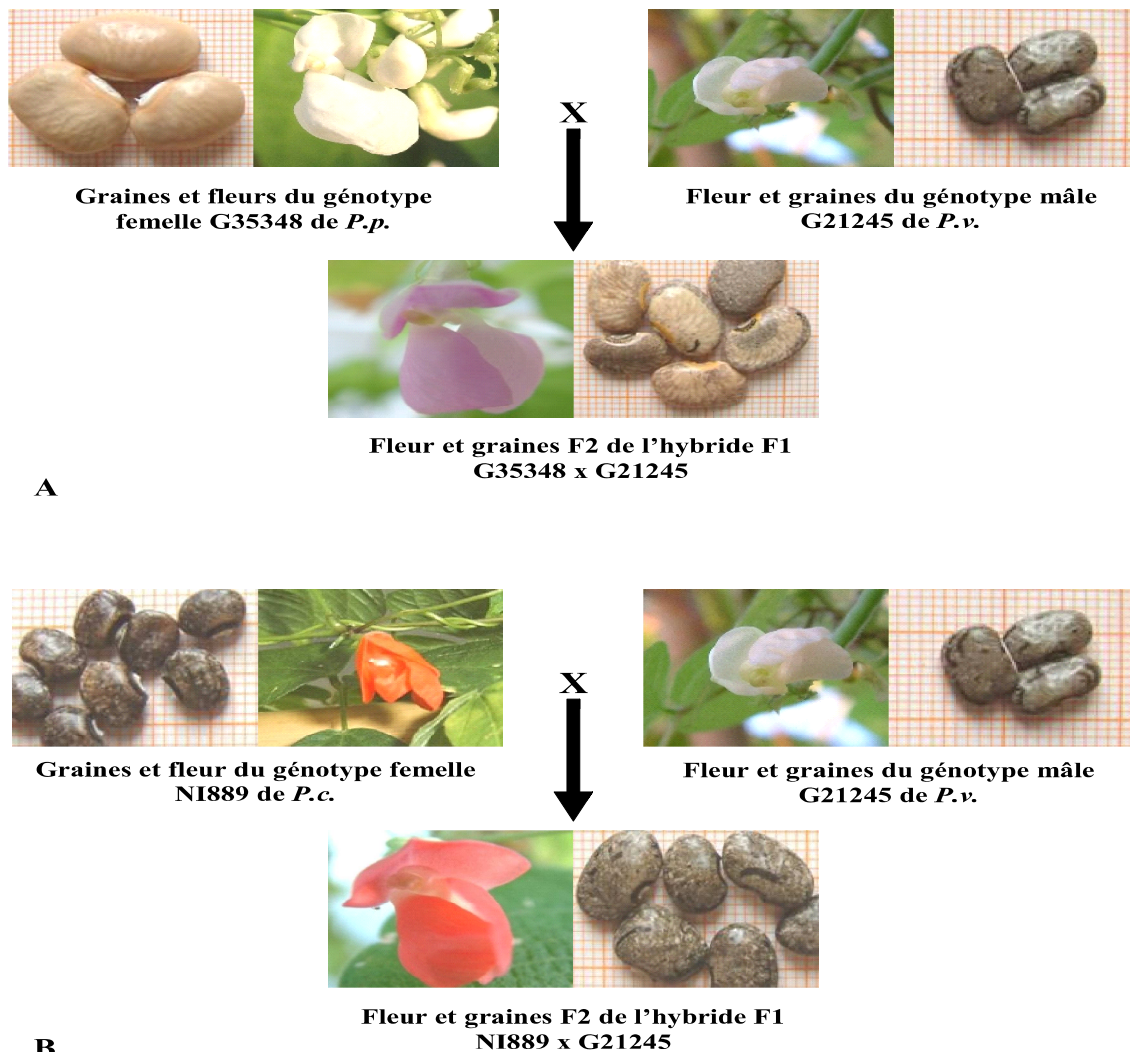 X
Graines et fleurs du génotype
femelle G35348 de P.p.
Fleur et graines du génotype mâle
G21245 de P.v.
Fleur et graines F2 de l'hybride F1
G35348 x G21245
A
X
Graines et fleur du génotype femelle
NI889 de P.c.
Fleur et graines du génotype mâle
G21245 de P.v.
Fleur et graines F2 de l'hybride F1
NI889 x G21245
B